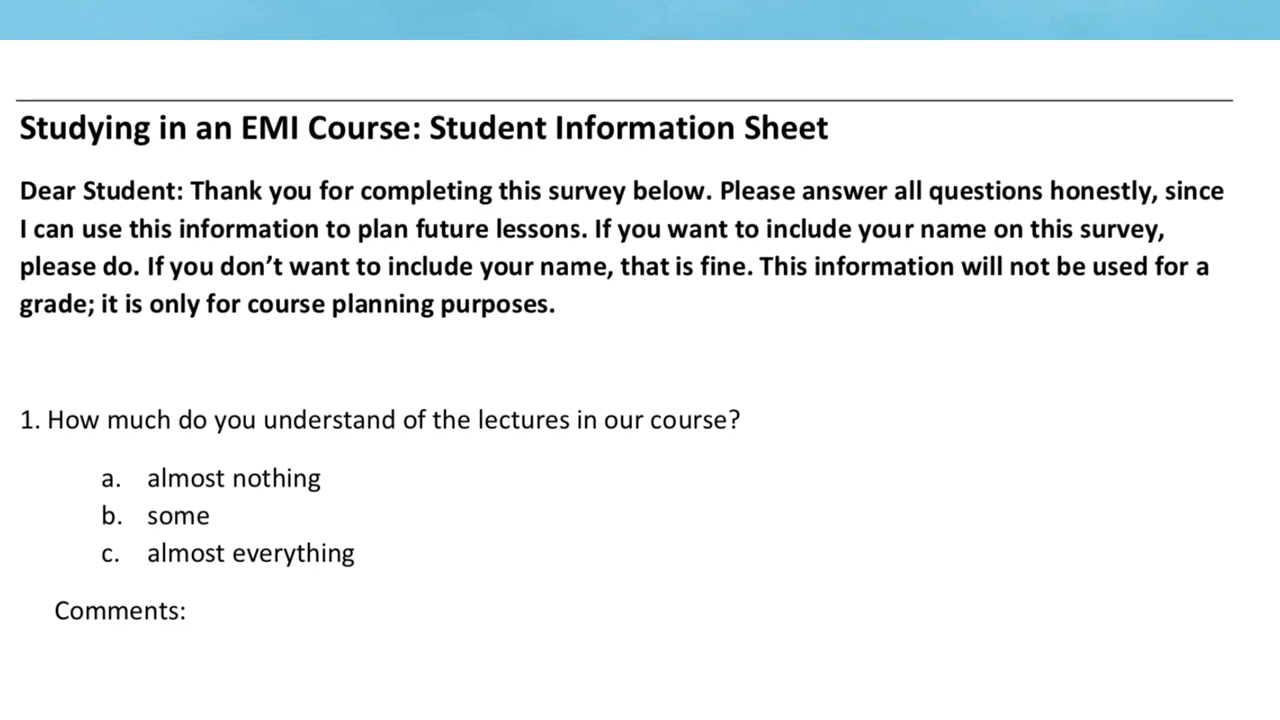 Studying in an EMI Course: Student Information Sheet
Dear Student: Thank you for completing this survey below. Please answer all questions honestly, since
I can use this information to plan future lessons. If you want to include your name on this survey,
please do. If you don’t want to include your name, that is fine. This information will not be used for a
grade; it is only for course planning purposes.
1. How much do you understand of the lectures in our course?
a. almost nothing
b. some
c. almost everything
Comments: